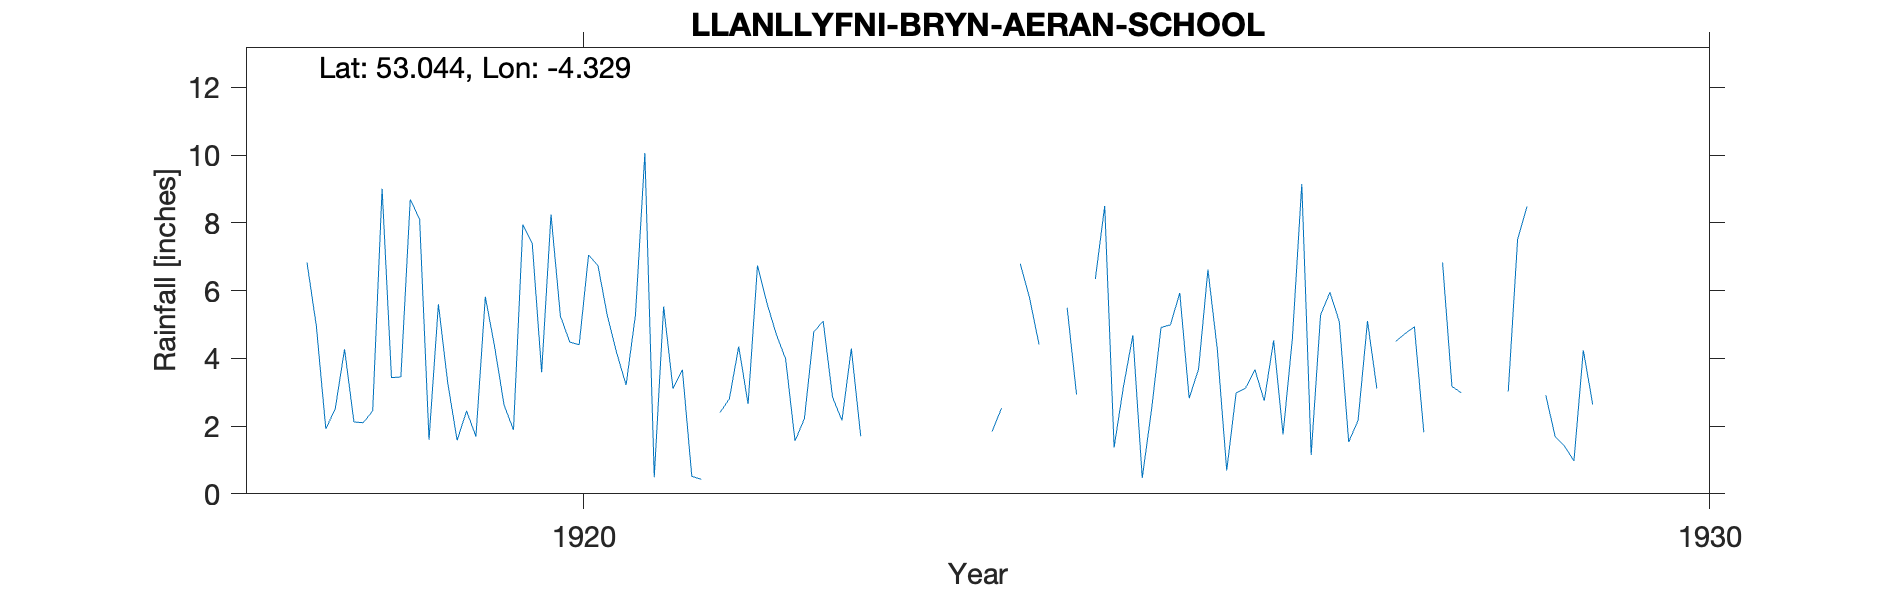 LLANLLYFNI-BRYN-AERAN-SCHOOL
Lat: 53.044, Lon: -4.329
12
10
8
6
4
2
0
Rainfall [inches]
1920
1930
Year